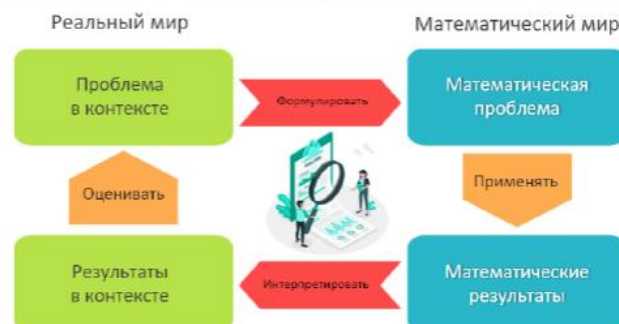 Реальный мир
Математический мир
Проблема
в контексте
Формулировать
Математическая
проблема
Оценивать
Применять
Результаты
в контексте
Интерпретировать
Математические
результаты